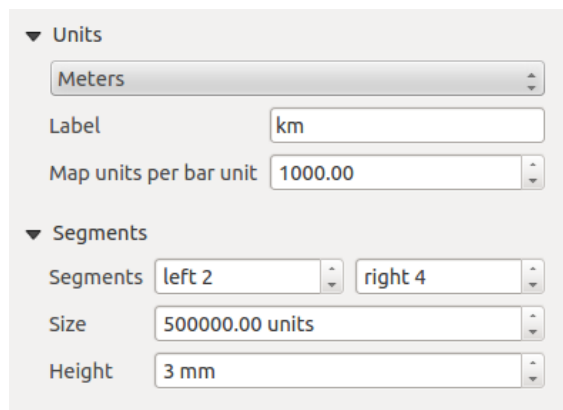 Units
Meters
Label km
Map units per bar unit 1000.00
Segments
Segments left 2 right 4
Size 500000.00 units
Height 3 mm